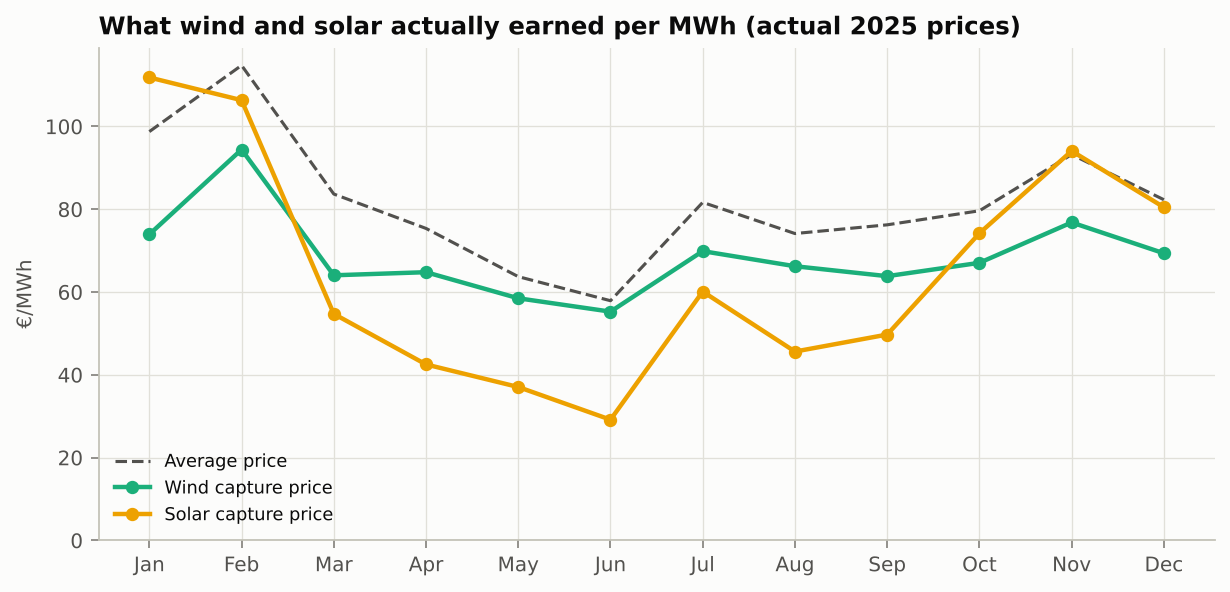 What wind and solar actually earned per MWh (actual 2025 prices)
€/MWh
100
80
60
40
20
0
Average price
Wind capture price
Solar capture price
Jan Feb Mar Apr May Jun Jul Aug Sep Oct Nov Dec